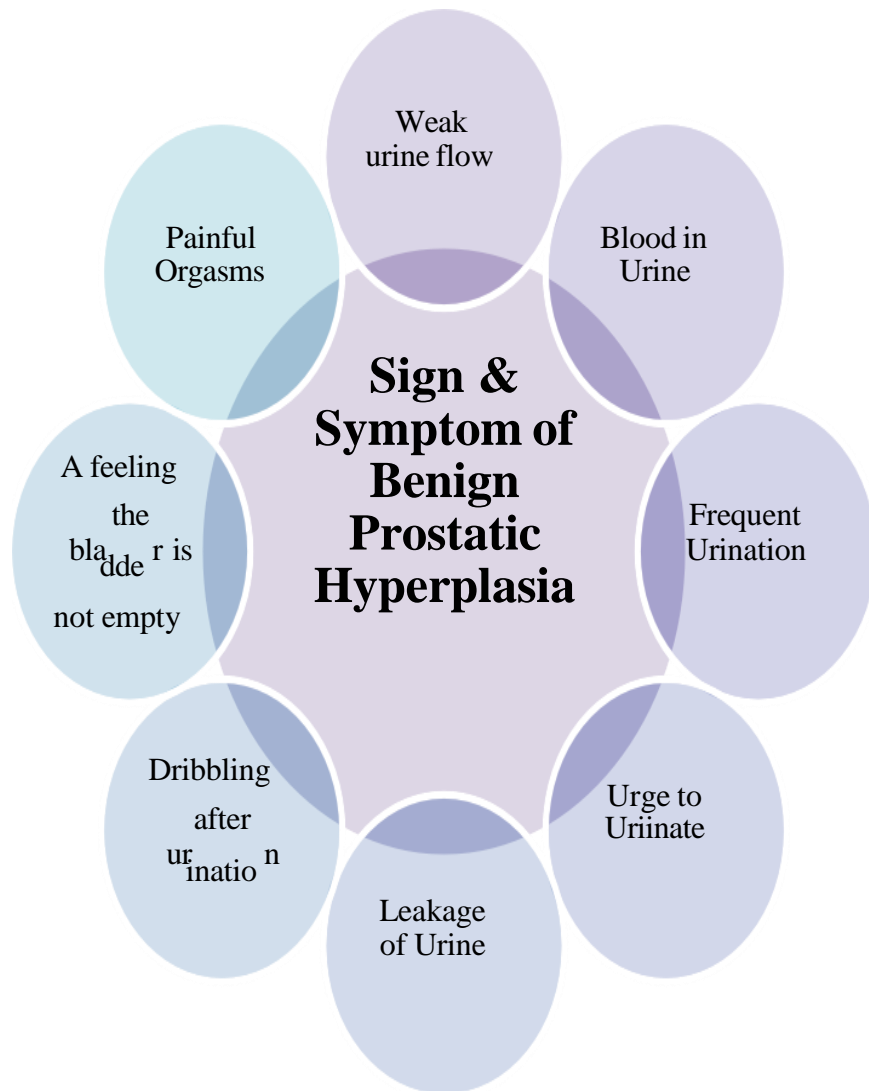 Weak
urine flow
Blood in
Urine
Frequent
Urination
Urge to
Uriinate
Leakage
of Urine
Dribbling
after
urinatio n
A feeling
the
bladde r is
not empty
Painful
Orgasms
Sign &
Symptom of
Benign
Prostatic
Hyperplasia